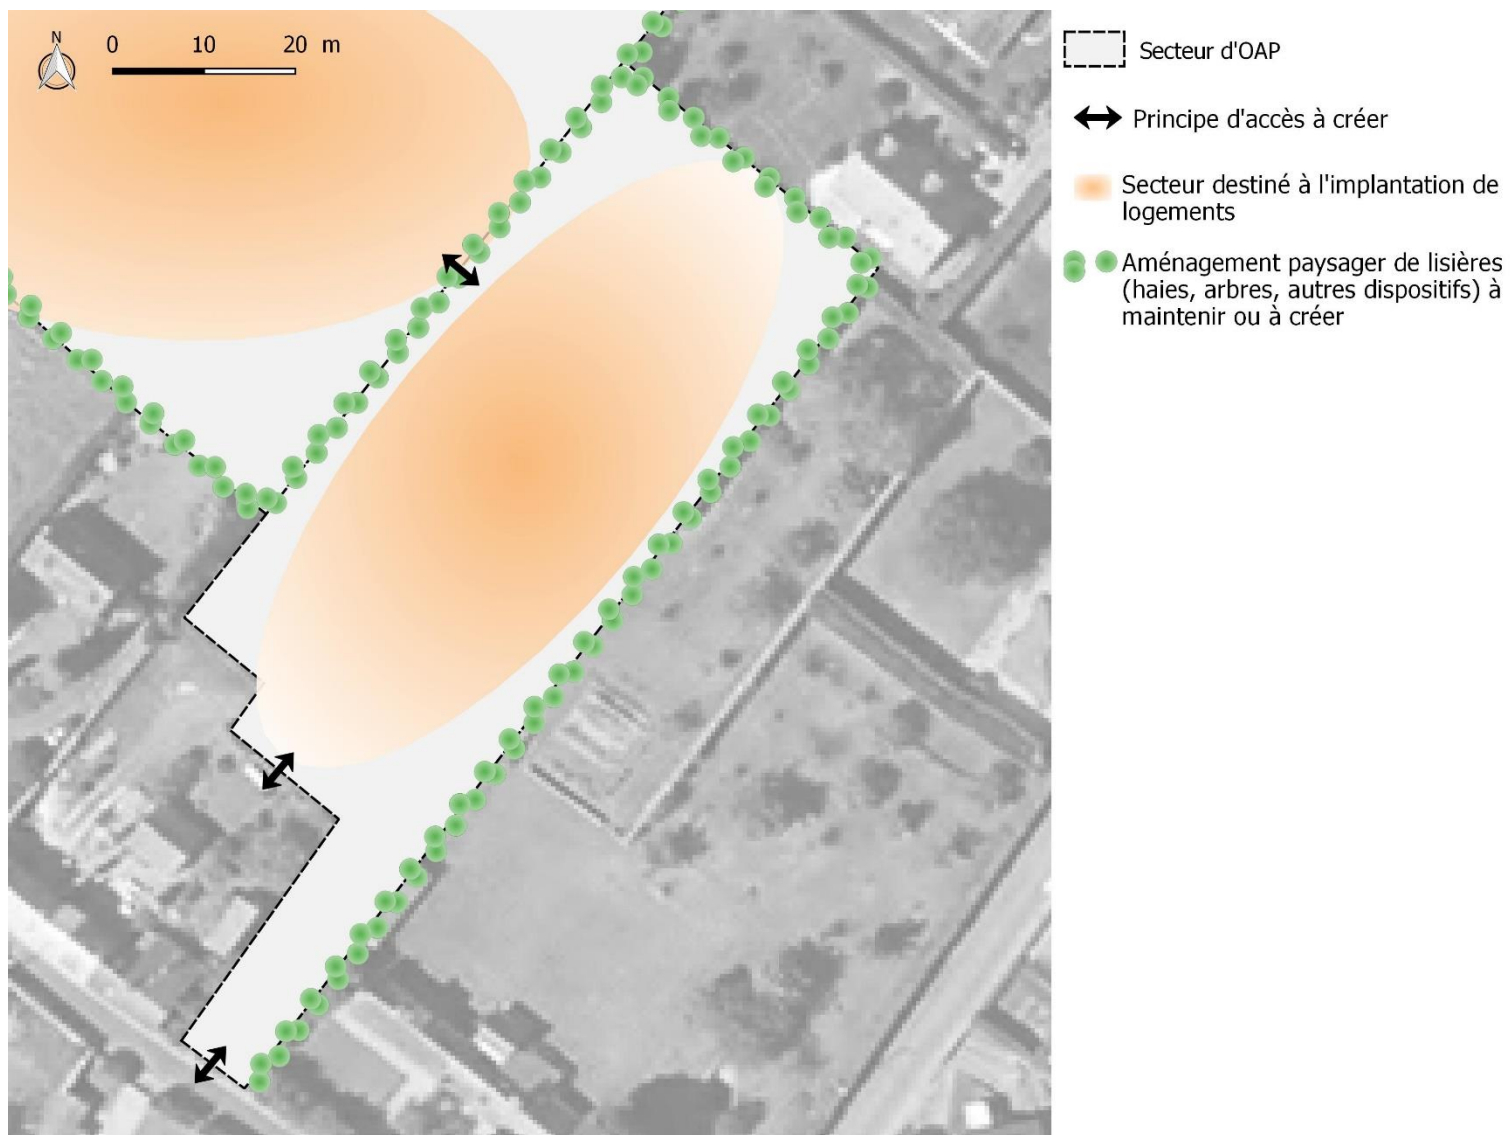 N
0 10 20 m
Secteur d'OAP
Principe d'accès à créer
Secteur destiné à l'implantation de
logements
Aménagement paysager de lisières
(haies, arbres, autres dispositifs) à
maintenir ou à créer